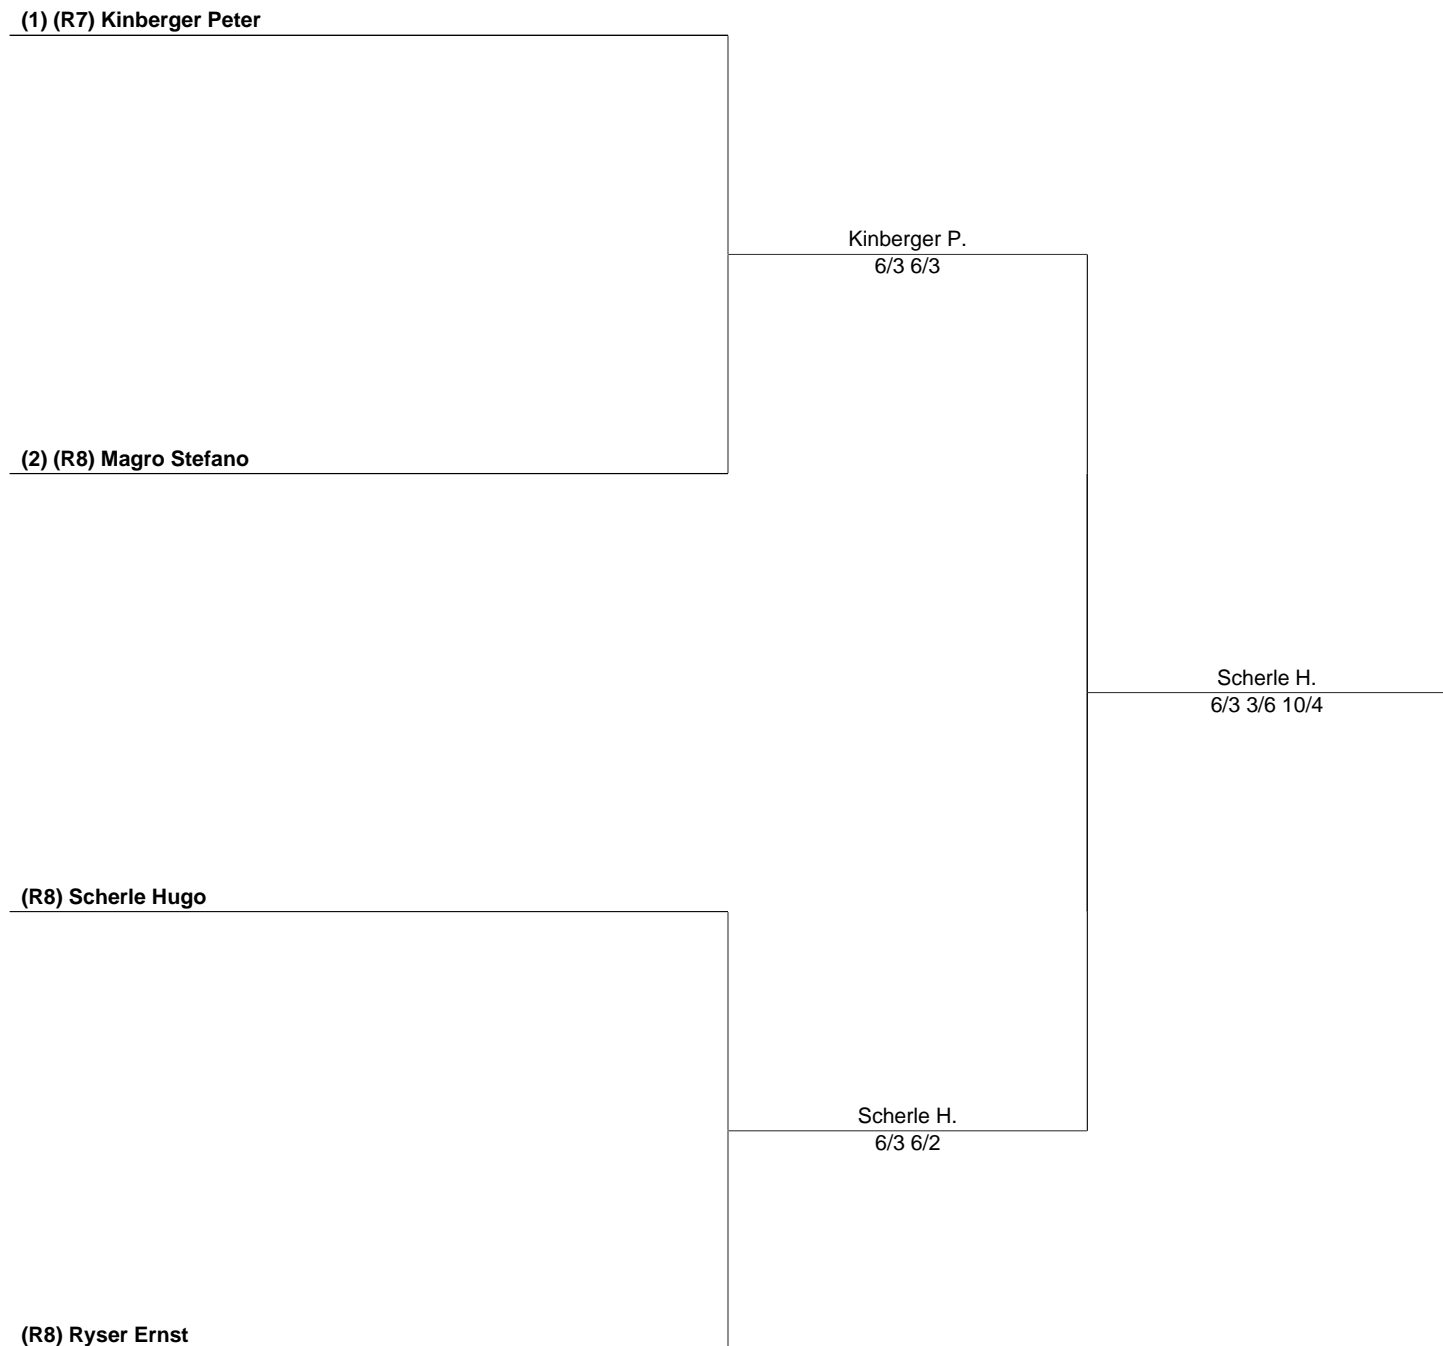 (1) (R7) Kinberger Peter
Kinberger P.
6/3 6/3
(2) (R8) Magro Stefano
Scherle H.
6/3 3/6 10/4
(R8) Scherle Hugo
Scherle H.
6/3 6/2
(R8) Ryser Ernst